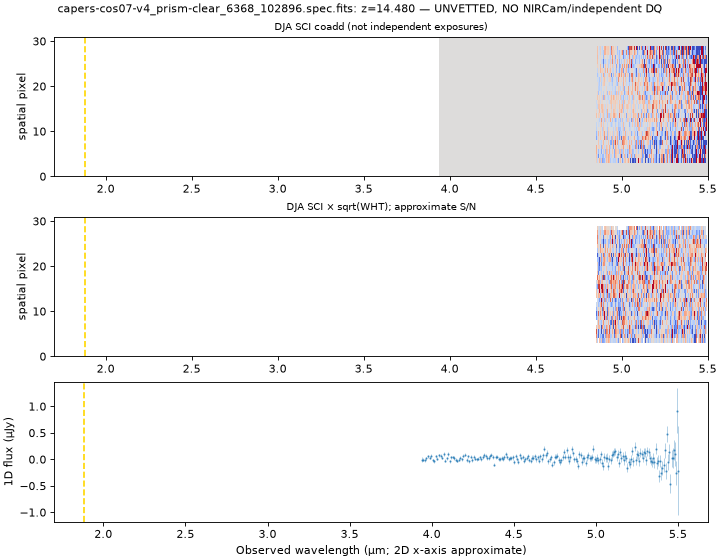 capers-cos07-v4_prism-clear_6368_102896.spec.fits: z=14.480 — UNVETTED, NO NIRCam/independent DQ
DJA SCI coadd (not independent exposures)
spatial pixel
30
20
10
0
2.0 2.5 3.0 3.5 4.0 4.5 5.0 5.5
DJA SCI × sqrt(WHT); approximate S/N
spatial pixel
30
20
10
0
2.0 2.5 3.0 3.5 4.0 4.5 5.0 5.5
1D flux (μJy)
1.0
0.5
0.0
−0.5
−1.0
2.0 2.5 3.0 3.5 4.0 4.5 5.0 5.5
Observed wavelength (μm; 2D x-axis approximate)